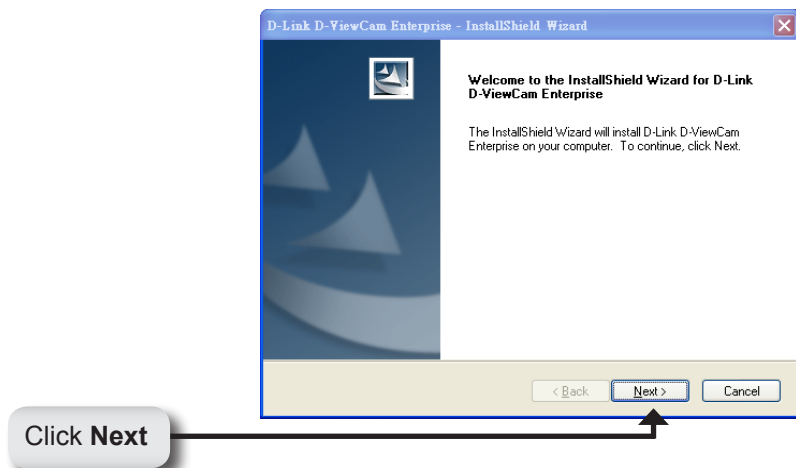 D-Link D-ViewCam Enterprise - InstallShield Wizard
Welcome to the InstallShield Wizard for D-Link
D-ViewCam Enterprise
The InstallShield Wizard will install D-Link D-ViewCam
Enterprise on your computer. To continue, click Next.
< Back Next > Cancel
Click Next